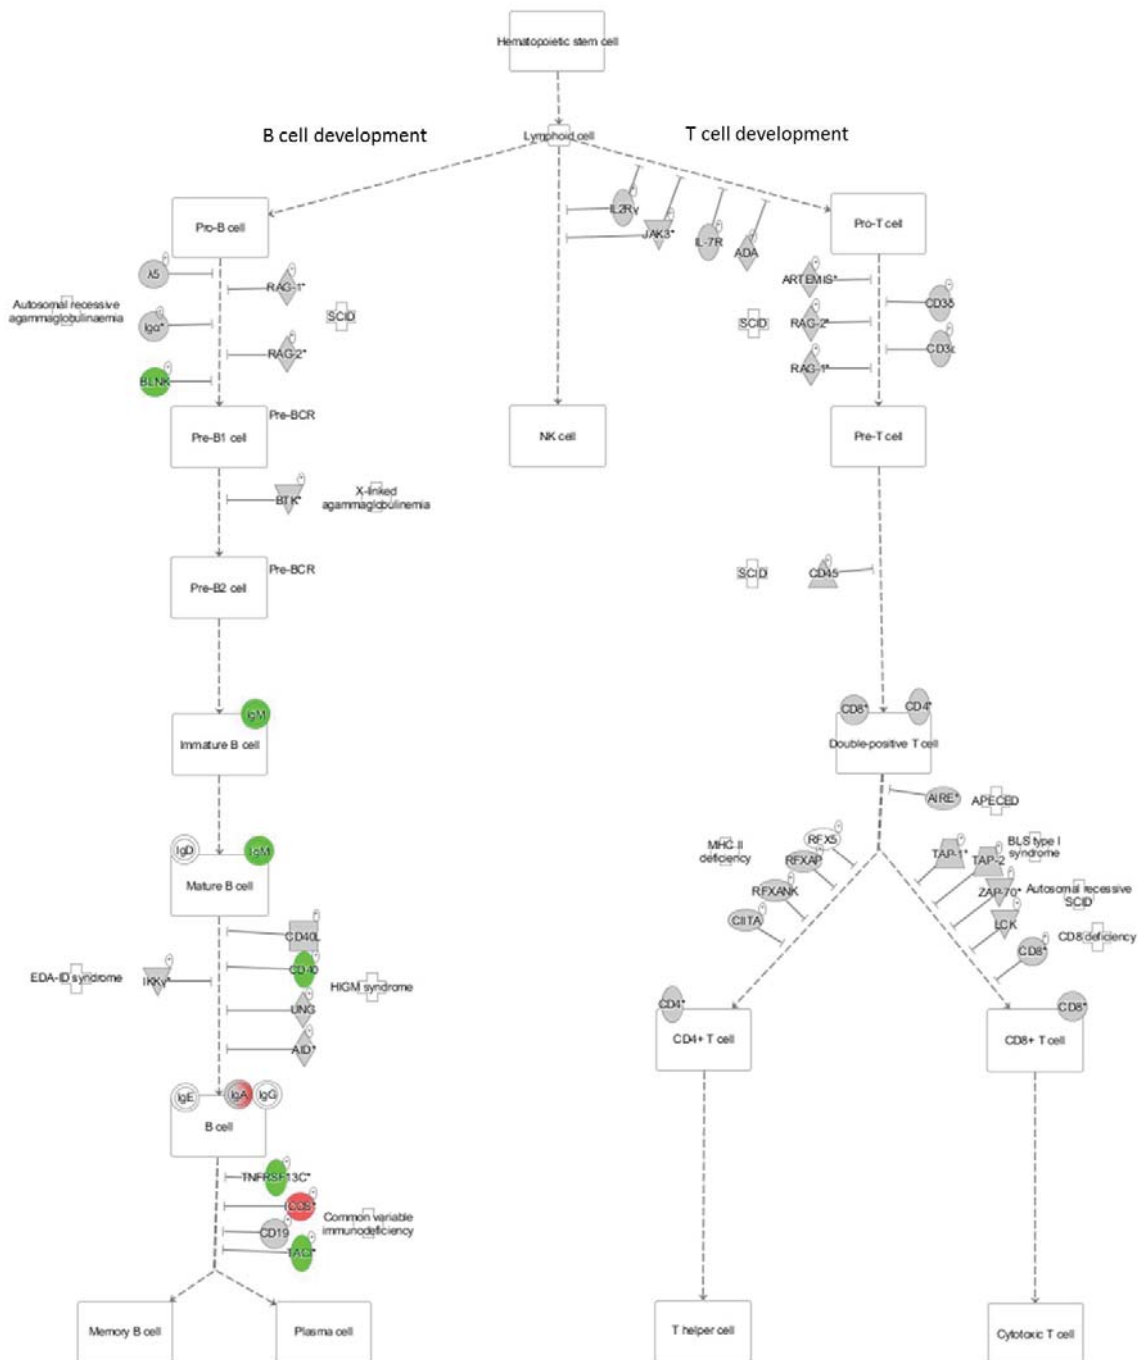 Hematopoietic stem cell
B cell development
Lymphoid cell
T cell development
Pro-B cell
IL2Rγ
JAK3*
IL-7R
ADA
Pro-T cell
λ5
RAG-1*
Autosomal recessive
agammaglobulinaemia
SCID
Igα*
RAG-2*
BLNK
ARTEMIS*
CD3δ
SCID
RAG-2*
CD3ε
RAG-1*
Pre-BCR
Pre-B1 cell
NK cell
Pre-T cell
BTK*
X-linked
agammaglobulinemia
Pre-BCR
Pre-B2 cell
SCID
CD45
IgM
Immature B cell
CD8*
CD4*
Double-positive T cell
AIRE*
APECED
IgD
IgM
Mature B cell
MHC II
deficiency
RFX5
RFXAP
RFXANK
CIITA
TAP-1*
TAP-2
BLS type I
syndrome
ZAP-70*
Autosomal recessive
SCID
LCK
CD8*
CD8 deficiency
CD40L
EDA-ID syndrome
IKKγ*
CD40
HIGM syndrome
UNG
AID*
CD4*
CD4+ T cell
CD8*
CD8+ T cell
IgE
IgA
IgG
B cell
TNFRSF13C*
CD19
TACI*
Common variable
immunodeficiency
Memory B cell
Plasma cell
T helper cell
Cytotoxic T cell